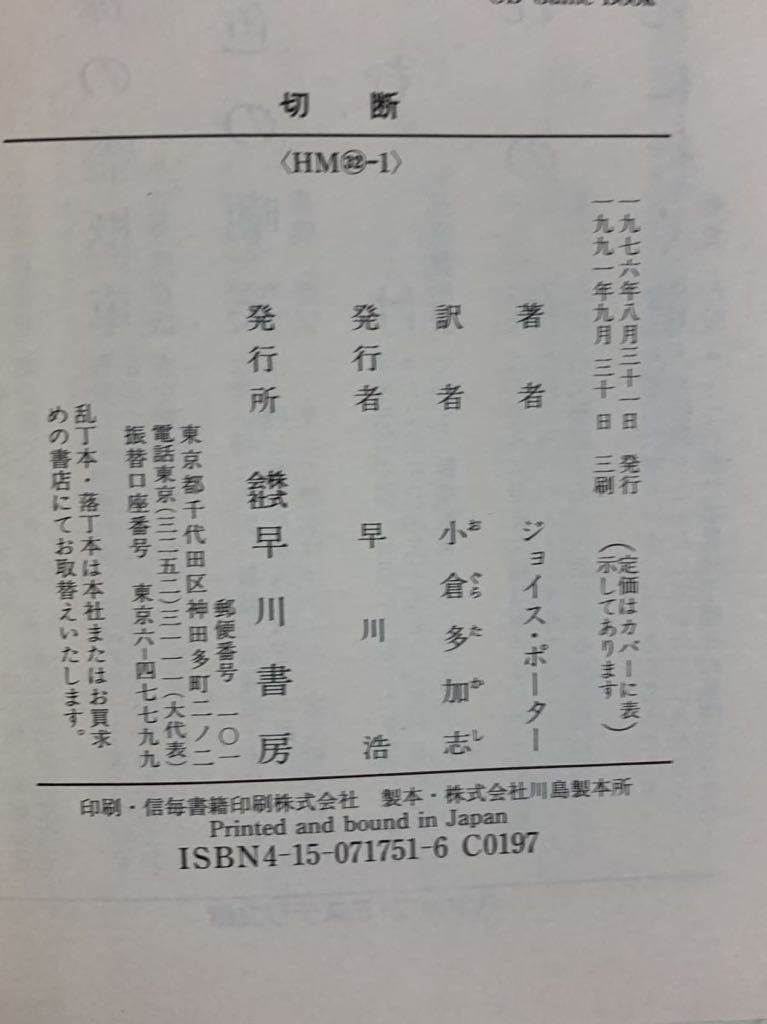 切断
〈HM㉜-1〉
一九七六年八月三十一日 発行
一九九一年九月三十日 三刷
(定価はカバーに表
示してあります)
著者 ジョイス・ポーター
訳者 小倉多加志
お ぐら た か し
発行者 早川 浩
発行所 株式会社 早川書房
郵便番号 一〇一
東京都千代田区神田多町二ノ二
電話東京(三二五二)三一一一(大代表)
振替口座番号 東京六-四七七九九
乱丁本・落丁本は本社またはお買求
めの書店にてお取替えいたします。
印刷・信毎書籍印刷株式会社 製本・株式会社川島製本所
Printed and bound in Japan
ISBN4-15-071751-6 C0197